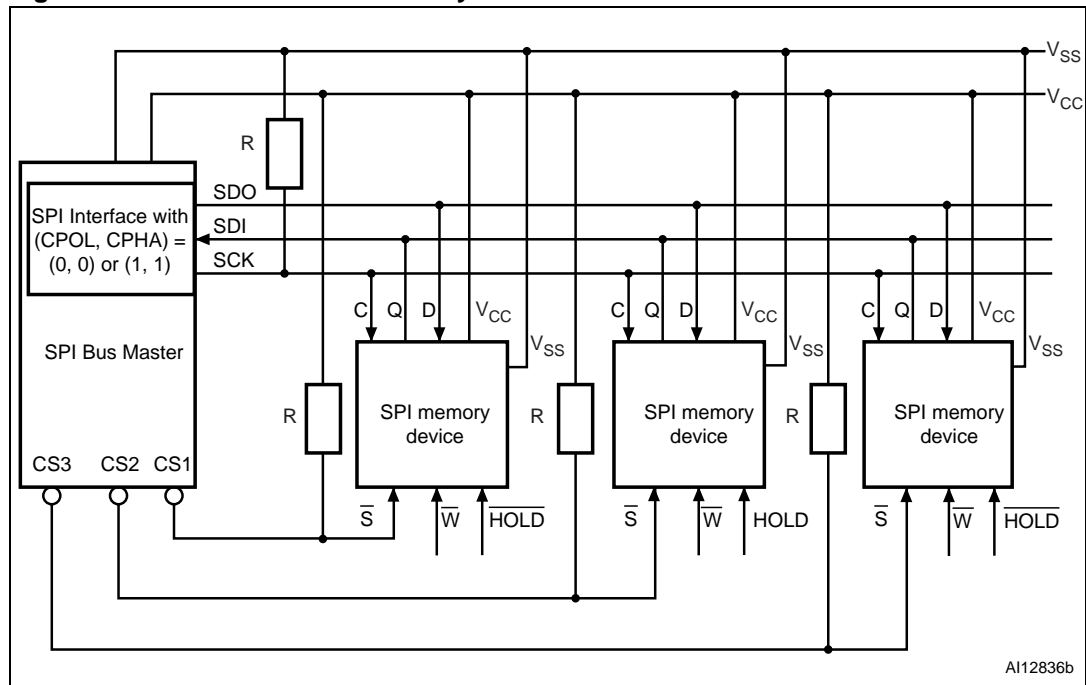 VSS
VCC
R
SDO
SPI Interface with
(CPOL, CPHA) =
(0, 0) or (1, 1)
SDI
SCK
SPI Bus Master
C Q D VCC VSS
C Q D VCC VSS
C Q D VCC VSS
R
SPI memory
device
R
SPI memory
device
R
SPI memory
device
CS3 CS2 CS1
S̅ W̅ H̅O̅L̅D̅
S̅ W̅ HOLD
S̅ W̅ H̅O̅L̅D̅
AI12836b